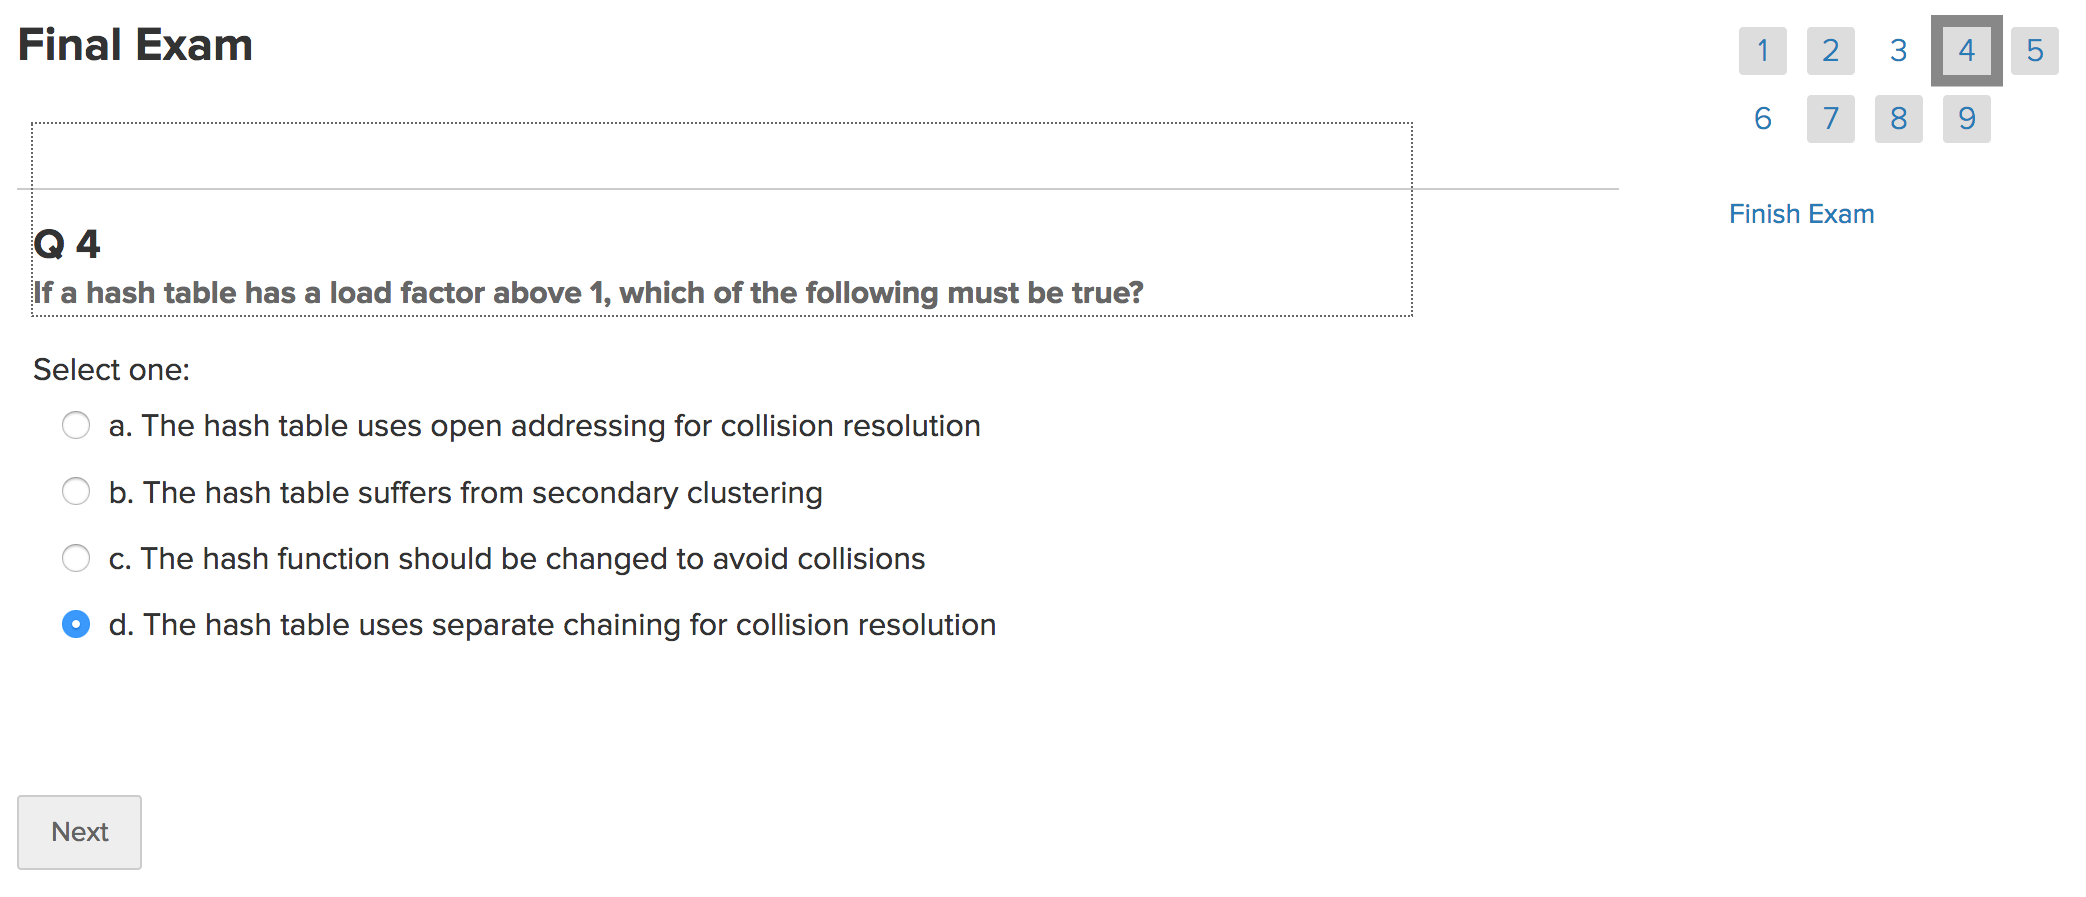 Final Exam
1 2 3 4 5
6 7 8 9
Finish Exam
Q 4
If a hash table has a load factor above 1, which of the following must be true?
Select one:
a. The hash table uses open addressing for collision resolution
b. The hash table suffers from secondary clustering
c. The hash function should be changed to avoid collisions
d. The hash table uses separate chaining for collision resolution
Next